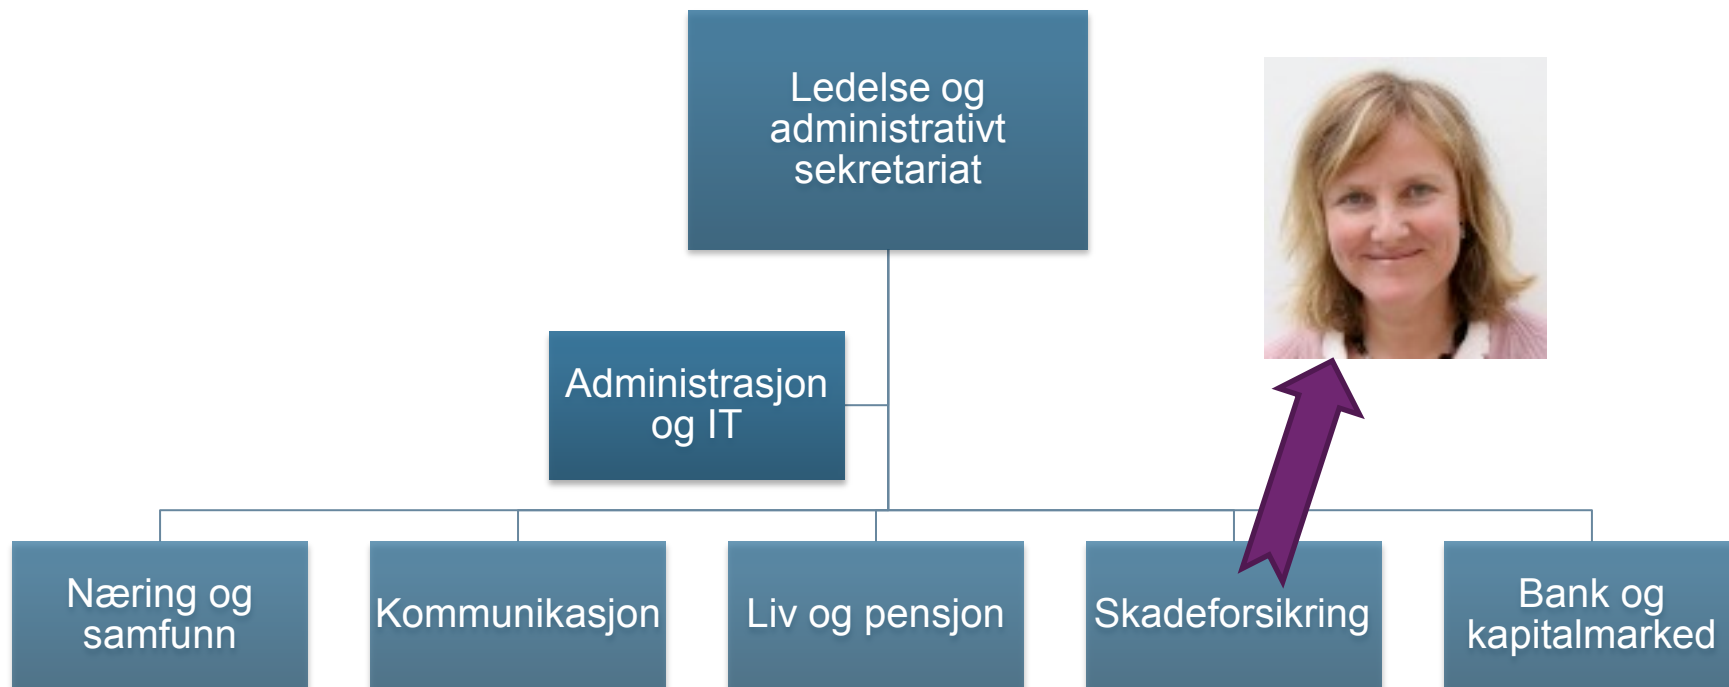 Ledelse og
administrativt
sekretariat
Administrasjon
og IT
Næring og
samfunn
Kommunikasjon
Liv og pensjon
Skadeforsikring
Bank og
kapitalmarked